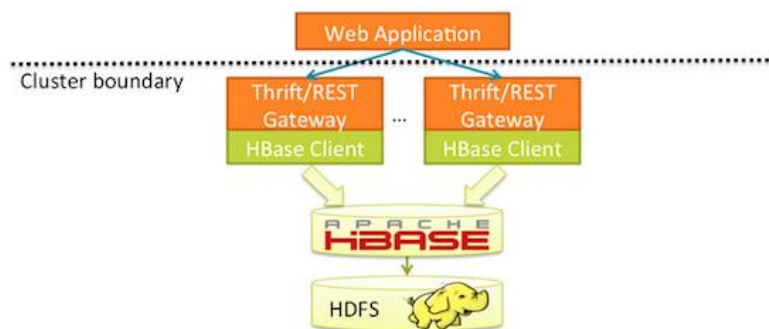 Web Application
Cluster boundary
Thrift/REST
Gateway
HBase Client
...
Thrift/REST
Gateway
HBase Client
APACHE
HBASE
HDFS